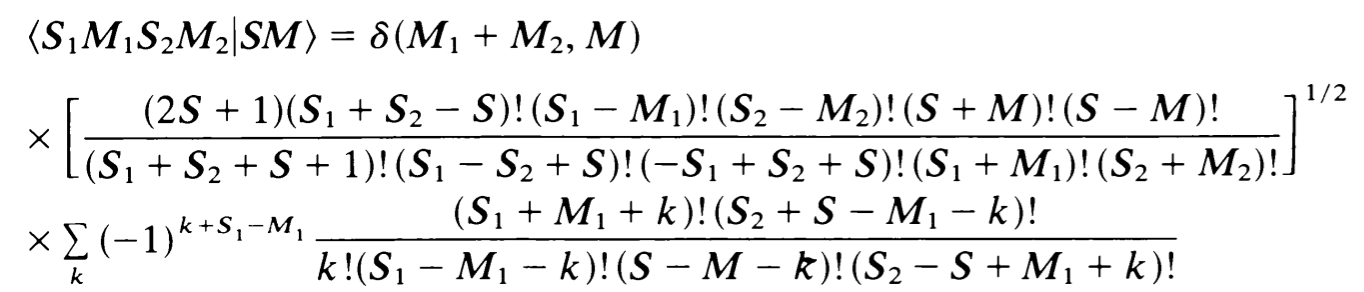 ⟨S₁M₁S₂M₂|SM⟩ = δ(M₁ + M₂, M)
× [ (2S + 1)(S₁ + S₂ − S)!(S₁ − M₁)!(S₂ − M₂)!(S + M)!(S − M)! / (S₁ + S₂ + S + 1)!(S₁ − S₂ + S)!(−S₁ + S₂ + S)!(S₁ + M₁)!(S₂ + M₂)! ]^{1/2}
× ∑_k (−1)^{k+S₁−M₁} (S₁ + M₁ + k)!(S₂ + S − M₁ − k)! / k!(S₁ − M₁ − k)!(S − M − k)!(S₂ − S + M₁ + k)!